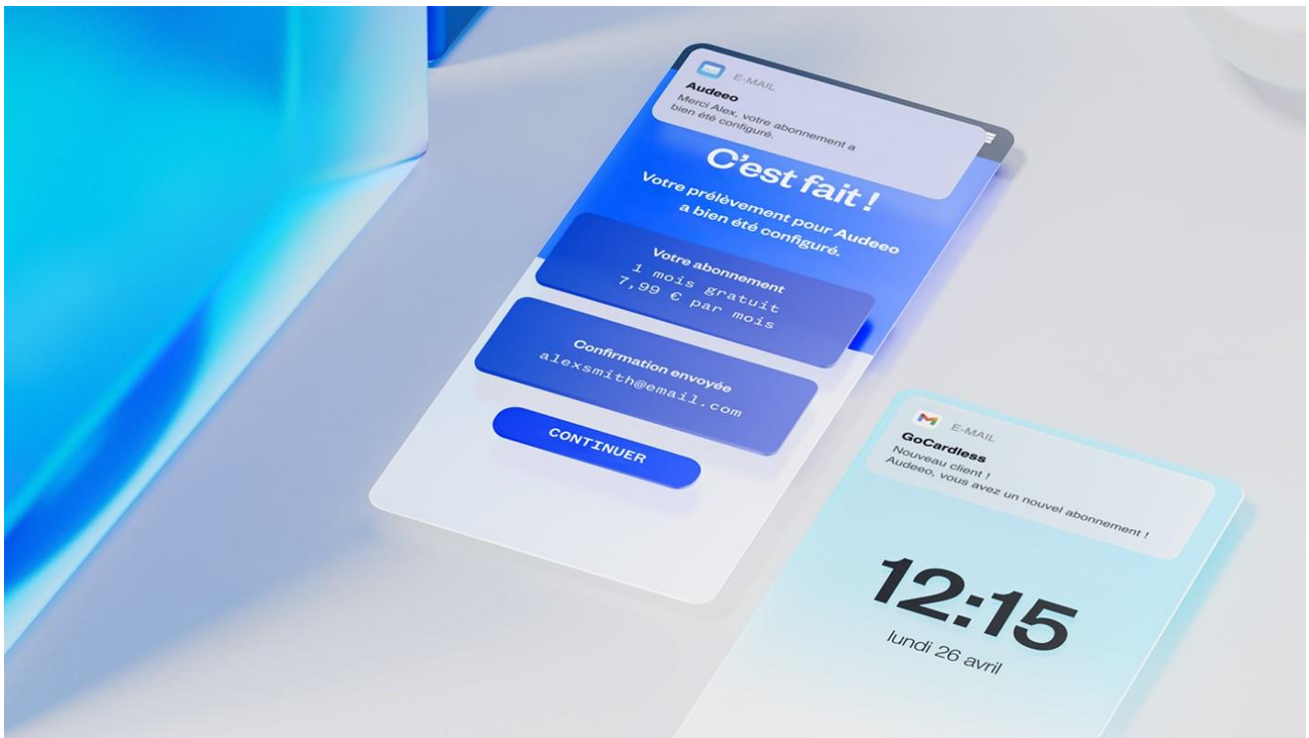 E-MAIL
Audeeo
Merci Alex, votre abonnement a
bien été configuré.
C'est fait !
Votre prélèvement pour Audeeo
a bien été configuré.
Votre abonnement
1 mois gratuit
7,99 € par mois
Confirmation envoyée
alexsmith@email.com
CONTINUER
E-MAIL
GoCardless
Nouveau client !
Audeeo, vous avez un nouvel abonnement !
12:15
lundi 26 avril